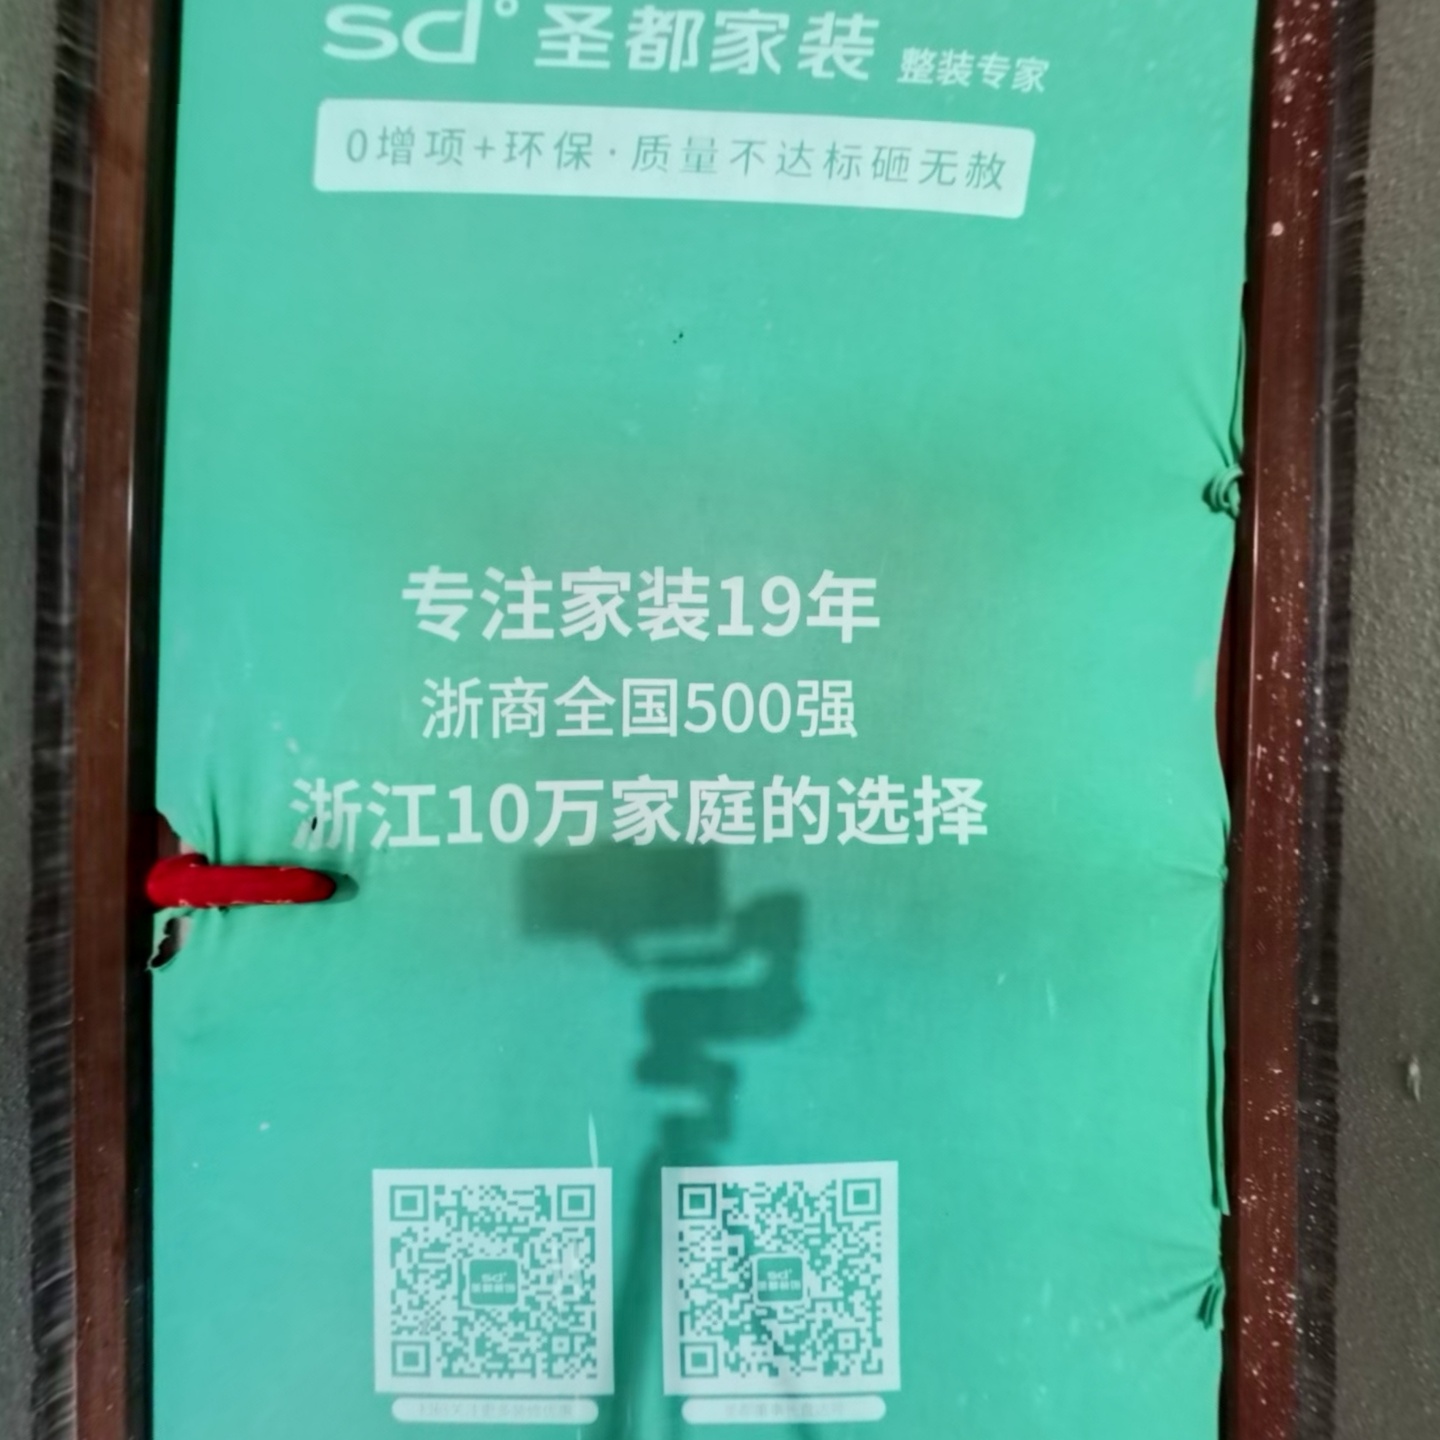 sd°圣都家装 整装专家
0增项+环保·质量不达标砸无赦
专注家装19年
浙商全国500强
浙江10万家庭的选择